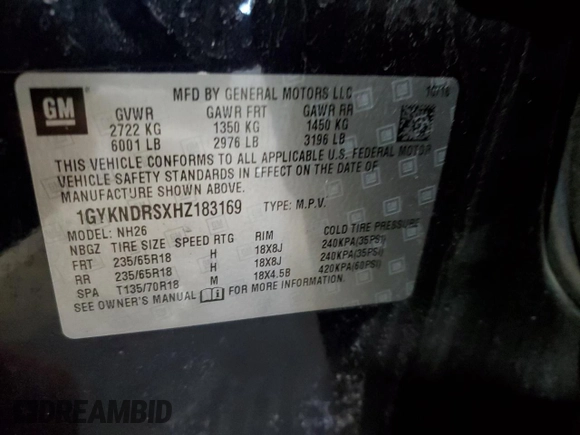 GM
MFD BY GENERAL MOTORS LLC 10/16
GVWR GAWR FRT GAWR RR
2722 KG 1350 KG 1450 KG
6001 LB 2976 LB 3196 LB
THIS VEHICLE CONFORMS TO ALL APPLICABLE U.S. FEDERAL MOTOR
VEHICLE SAFETY STANDARDS IN EFFECT ON THE DATE OF
MANUFACTURE SHOWN ABOVE.
1GYKNDRSXHZ183169 TYPE: M.P.V.
MODEL: NH26
NBGZ TIRE SIZE SPEED RTG RIM COLD TIRE PRESSURE
FRT 235/65R18 H 18X8J 240KPA(35PSI)
RR 235/65R18 H 18X8J 240KPA(35PSI)
SPA T135/70R18 M 18X4.5B 420KPA(60PSI)
SEE OWNER'S MANUAL FOR MORE INFORMATION.
DREAMBID